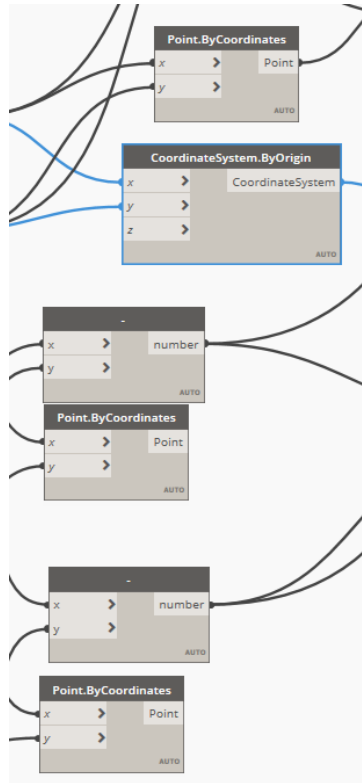 Point.ByCoordinates
x > Point
y >
AUTO
CoordinateSystem.ByOrigin
x > CoordinateSystem
y >
z >
AUTO
-
x > number
y >
AUTO
Point.ByCoordinates
x > Point
y >
AUTO
-
x > number
y >
AUTO
Point.ByCoordinates
x > Point
y >
AUTO